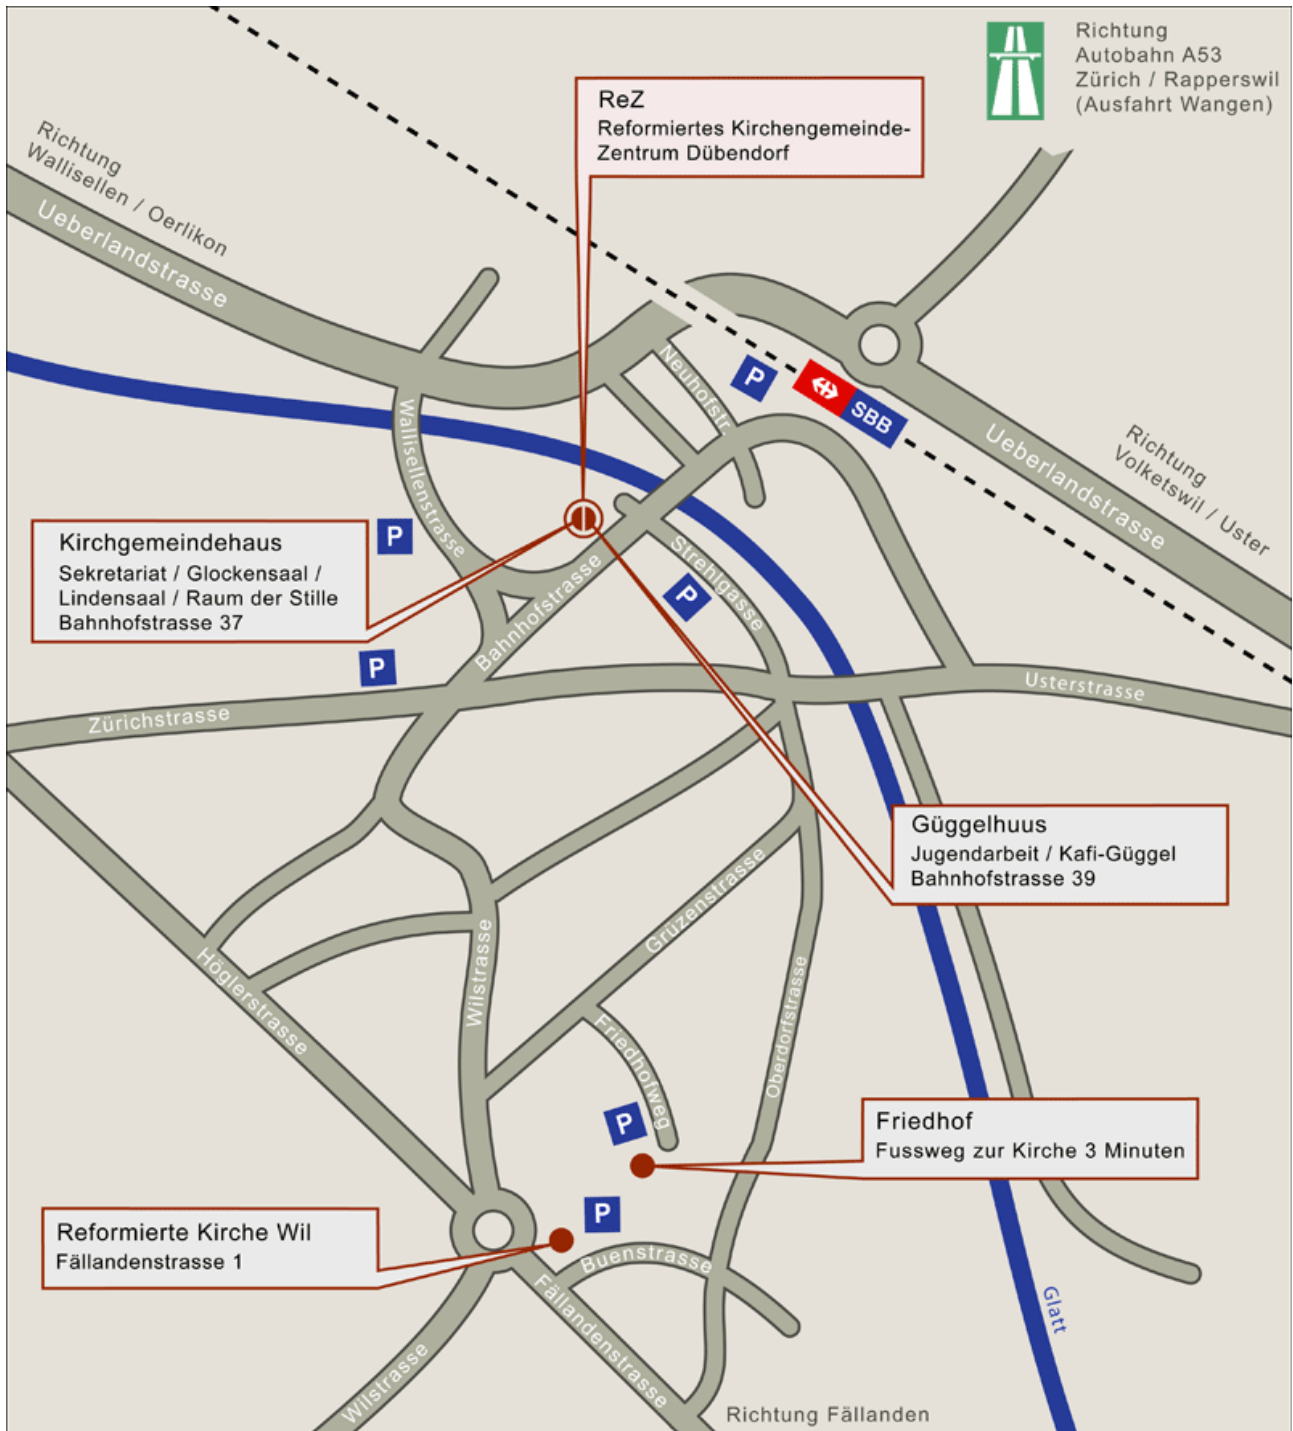 Richtung
Autobahn A53
Zürich / Rapperswil
(Ausfahrt Wangen)
ReZ
Reformiertes Kirchengemeinde-
Zentrum Dübendorf
Richtung
Wallisellen / Oerlikon
Ueberlandstrasse
Neuhofstr.
P
SBB
Richtung
Volketswil / Uster
Ueberlandstrasse
Wallisellenstrasse
P
Kirchgemeindehaus
Sekretariat / Glockensaal /
Lindensaal / Raum der Stille
Bahnhofstrasse 37
Bahnhofstrasse
Strehlgasse
P
P
Zürichstrasse
Usterstrasse
Güggelhuus
Jugendarbeit / Kafi-Güggel
Bahnhofstrasse 39
Gruzenstrasse
Höglerstrasse
Wilstrasse
Oberdorfstrasse
Friedhofweg
P
Friedhof
Fussweg zur Kirche 3 Minuten
P
Reformierte Kirche Wil
Fällandenstrasse 1
Buenstrasse
Fällandenstrasse
Glatt
Wilstrasse
Richtung Fällanden